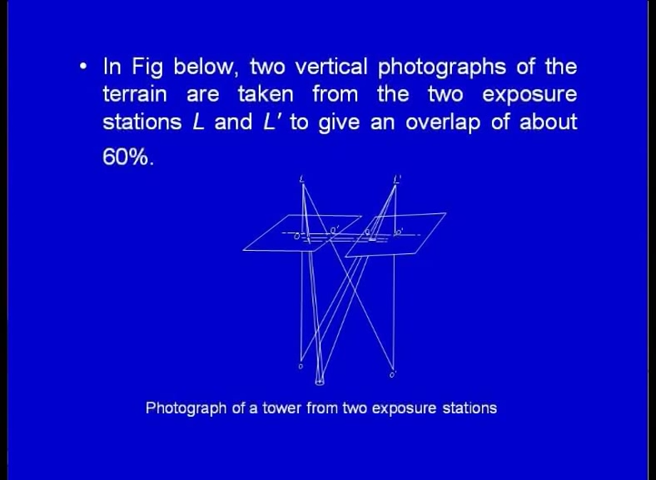 • In Fig below, two vertical photographs of the
terrain are taken from the two exposure
stations L and L' to give an overlap of about
60%.
L L'
O O' O'
O O'
Photograph of a tower from two exposure stations